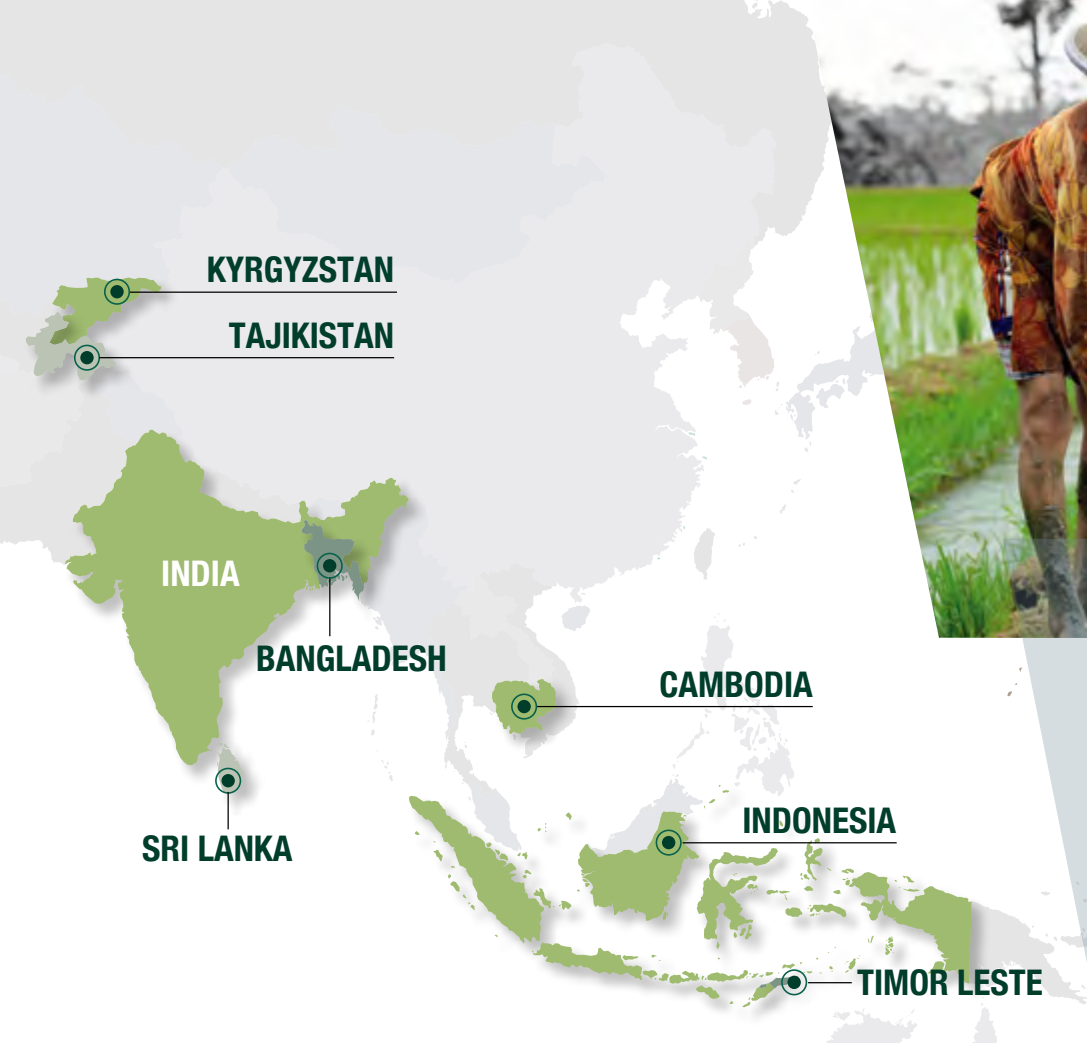 KYRGYZSTAN
TAJIKISTAN
INDIA
BANGLADESH
CAMBODIA
INDONESIA
SRI LANKA
TIMOR LESTE